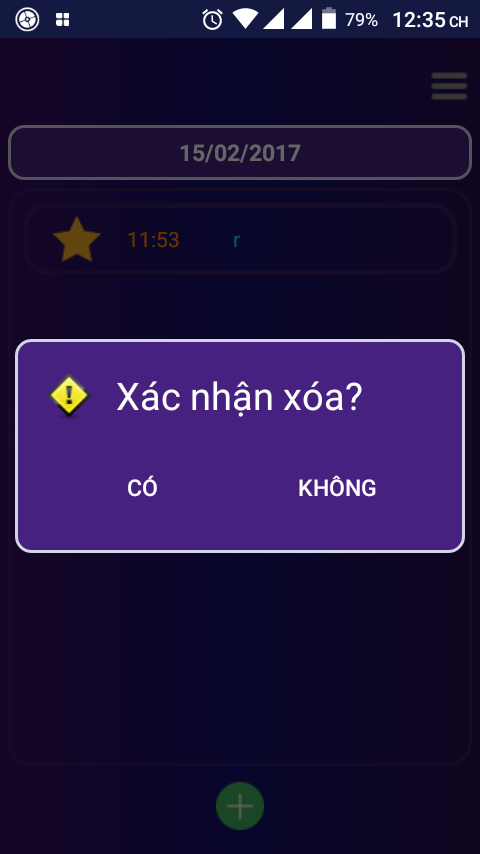 79% 12:35 CH
15/02/2017
11:53 r
Xác nhận xóa?
CÓ KHÔNG